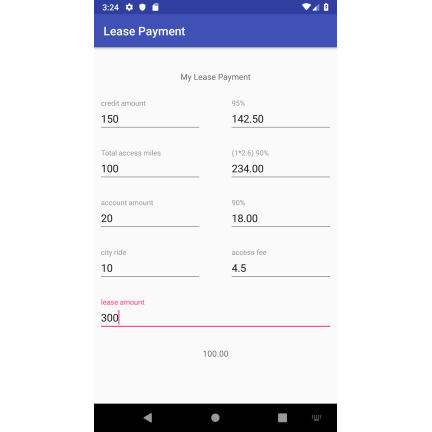 3:24
Lease Payment
My Lease Payment
credit amount 95%
150 142.50
Total access miles (1*2.6) 90%
100 234.00
account amount 90%
20 18.00
city ride access fee
10 4.5
lease amount
300
100.00